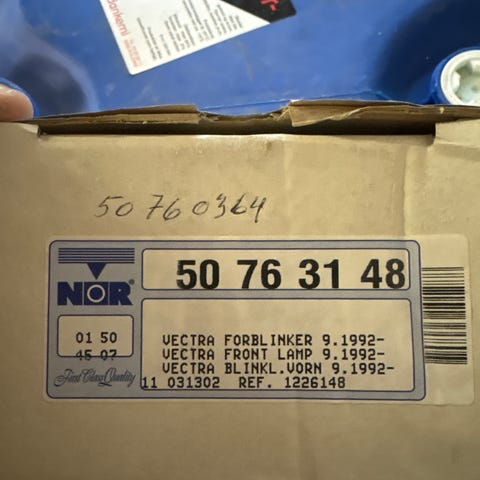 50760364
50 76 31 48
NOR
01 50
45 07
First Class Quality
VECTRA FORBLINKER 9.1992-
VECTRA FRONT LAMP 9.1992-
VECTRA BLINKL.VORN 9.1992-
11 031302 REF. 1226148